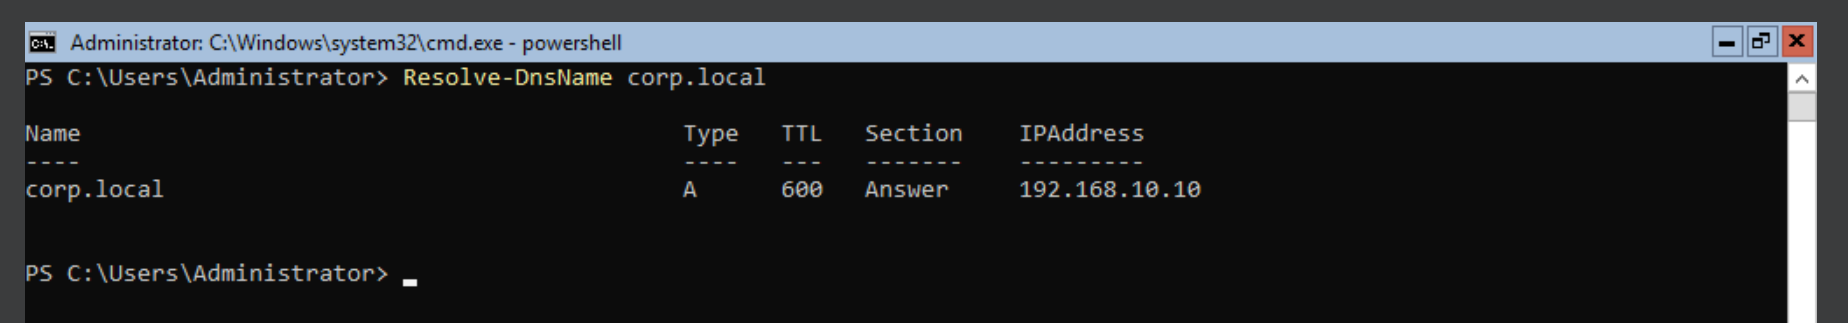 Administrator: C:\Windows\system32\cmd.exe - powershell
PS C:\Users\Administrator> Resolve-DnsName corp.local
Name Type TTL Section IPAddress
---- ---- --- ------- ---------
corp.local A 600 Answer 192.168.10.10
PS C:\Users\Administrator>